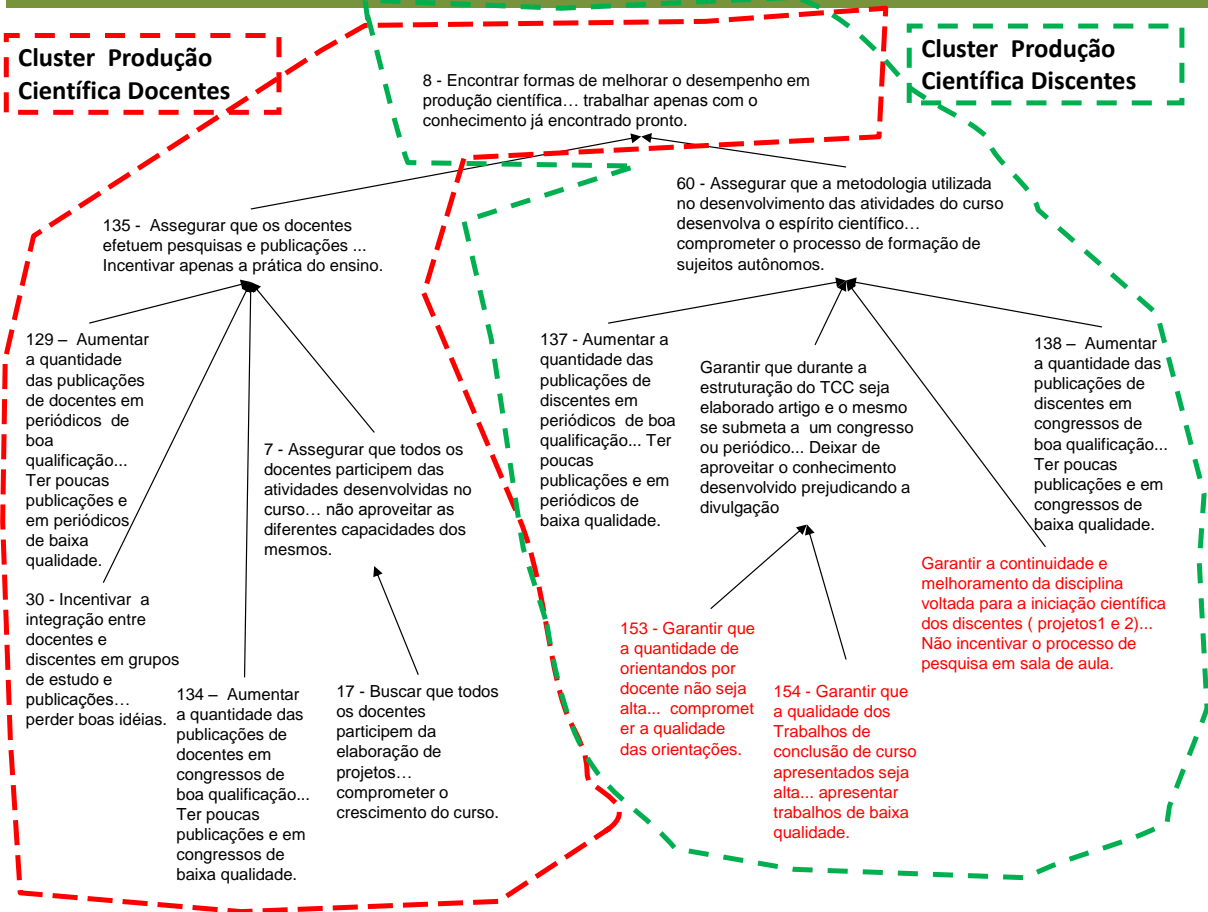 Cluster Produção
Científica Docentes
Cluster Produção
Científica Discentes
8 - Encontrar formas de melhorar o desempenho em
produção científica… trabalhar apenas com o
conhecimento já encontrado pronto.
135 - Assegurar que os docentes
efetuem pesquisas e publicações ...
Incentivar apenas a prática do ensino.
60 - Assegurar que a metodologia utilizada
no desenvolvimento das atividades do curso
desenvolva o espírito científico…
comprometer o processo de formação de
sujeitos autônomos.
129 – Aumentar
a quantidade
das publicações
de docentes em
periódicos de
boa
qualificação...
Ter poucas
publicações e
em periódicos
de baixa
qualidade.
7 - Assegurar que todos os
docentes participem das
atividades desenvolvidas no
curso… não aproveitar as
diferentes capacidades dos
mesmos.
137 - Aumentar a
quantidade das
publicações de
discentes em
periódicos de boa
qualificação... Ter
poucas
publicações e em
periódicos de
baixa qualidade.
Garantir que durante a
estruturação do TCC seja
elaborado artigo e o mesmo
se submeta a um congresso
ou periódico... Deixar de
aproveitar o conhecimento
desenvolvido prejudicando a
divulgação
138 – Aumentar
a quantidade das
publicações de
discentes em
congressos de
boa qualificação...
Ter poucas
publicações e em
congressos de
baixa qualidade.
30 - Incentivar a
integração entre
docentes e
discentes em grupos
de estudo e
publicações…
perder boas idéias.
134 – Aumentar
a quantidade das
publicações de
docentes em
congressos de
boa qualificação...
Ter poucas
publicações e em
congressos de
baixa qualidade.
17 - Buscar que todos
os docentes
participem da
elaboração de
projetos…
comprometer o
crescimento do curso.
153 - Garantir que
a quantidade de
orientandos por
docente não seja
alta... compromet
er a qualidade
das orientações.
154 - Garantir que
a qualidade dos
Trabalhos de
conclusão de curso
apresentados seja
alta... apresentar
trabalhos de baixa
qualidade.
Garantir a continuidade e
melhoramento da disciplina
voltada para a iniciação científica
dos discentes ( projetos1 e 2)...
Não incentivar o processo de
pesquisa em sala de aula.